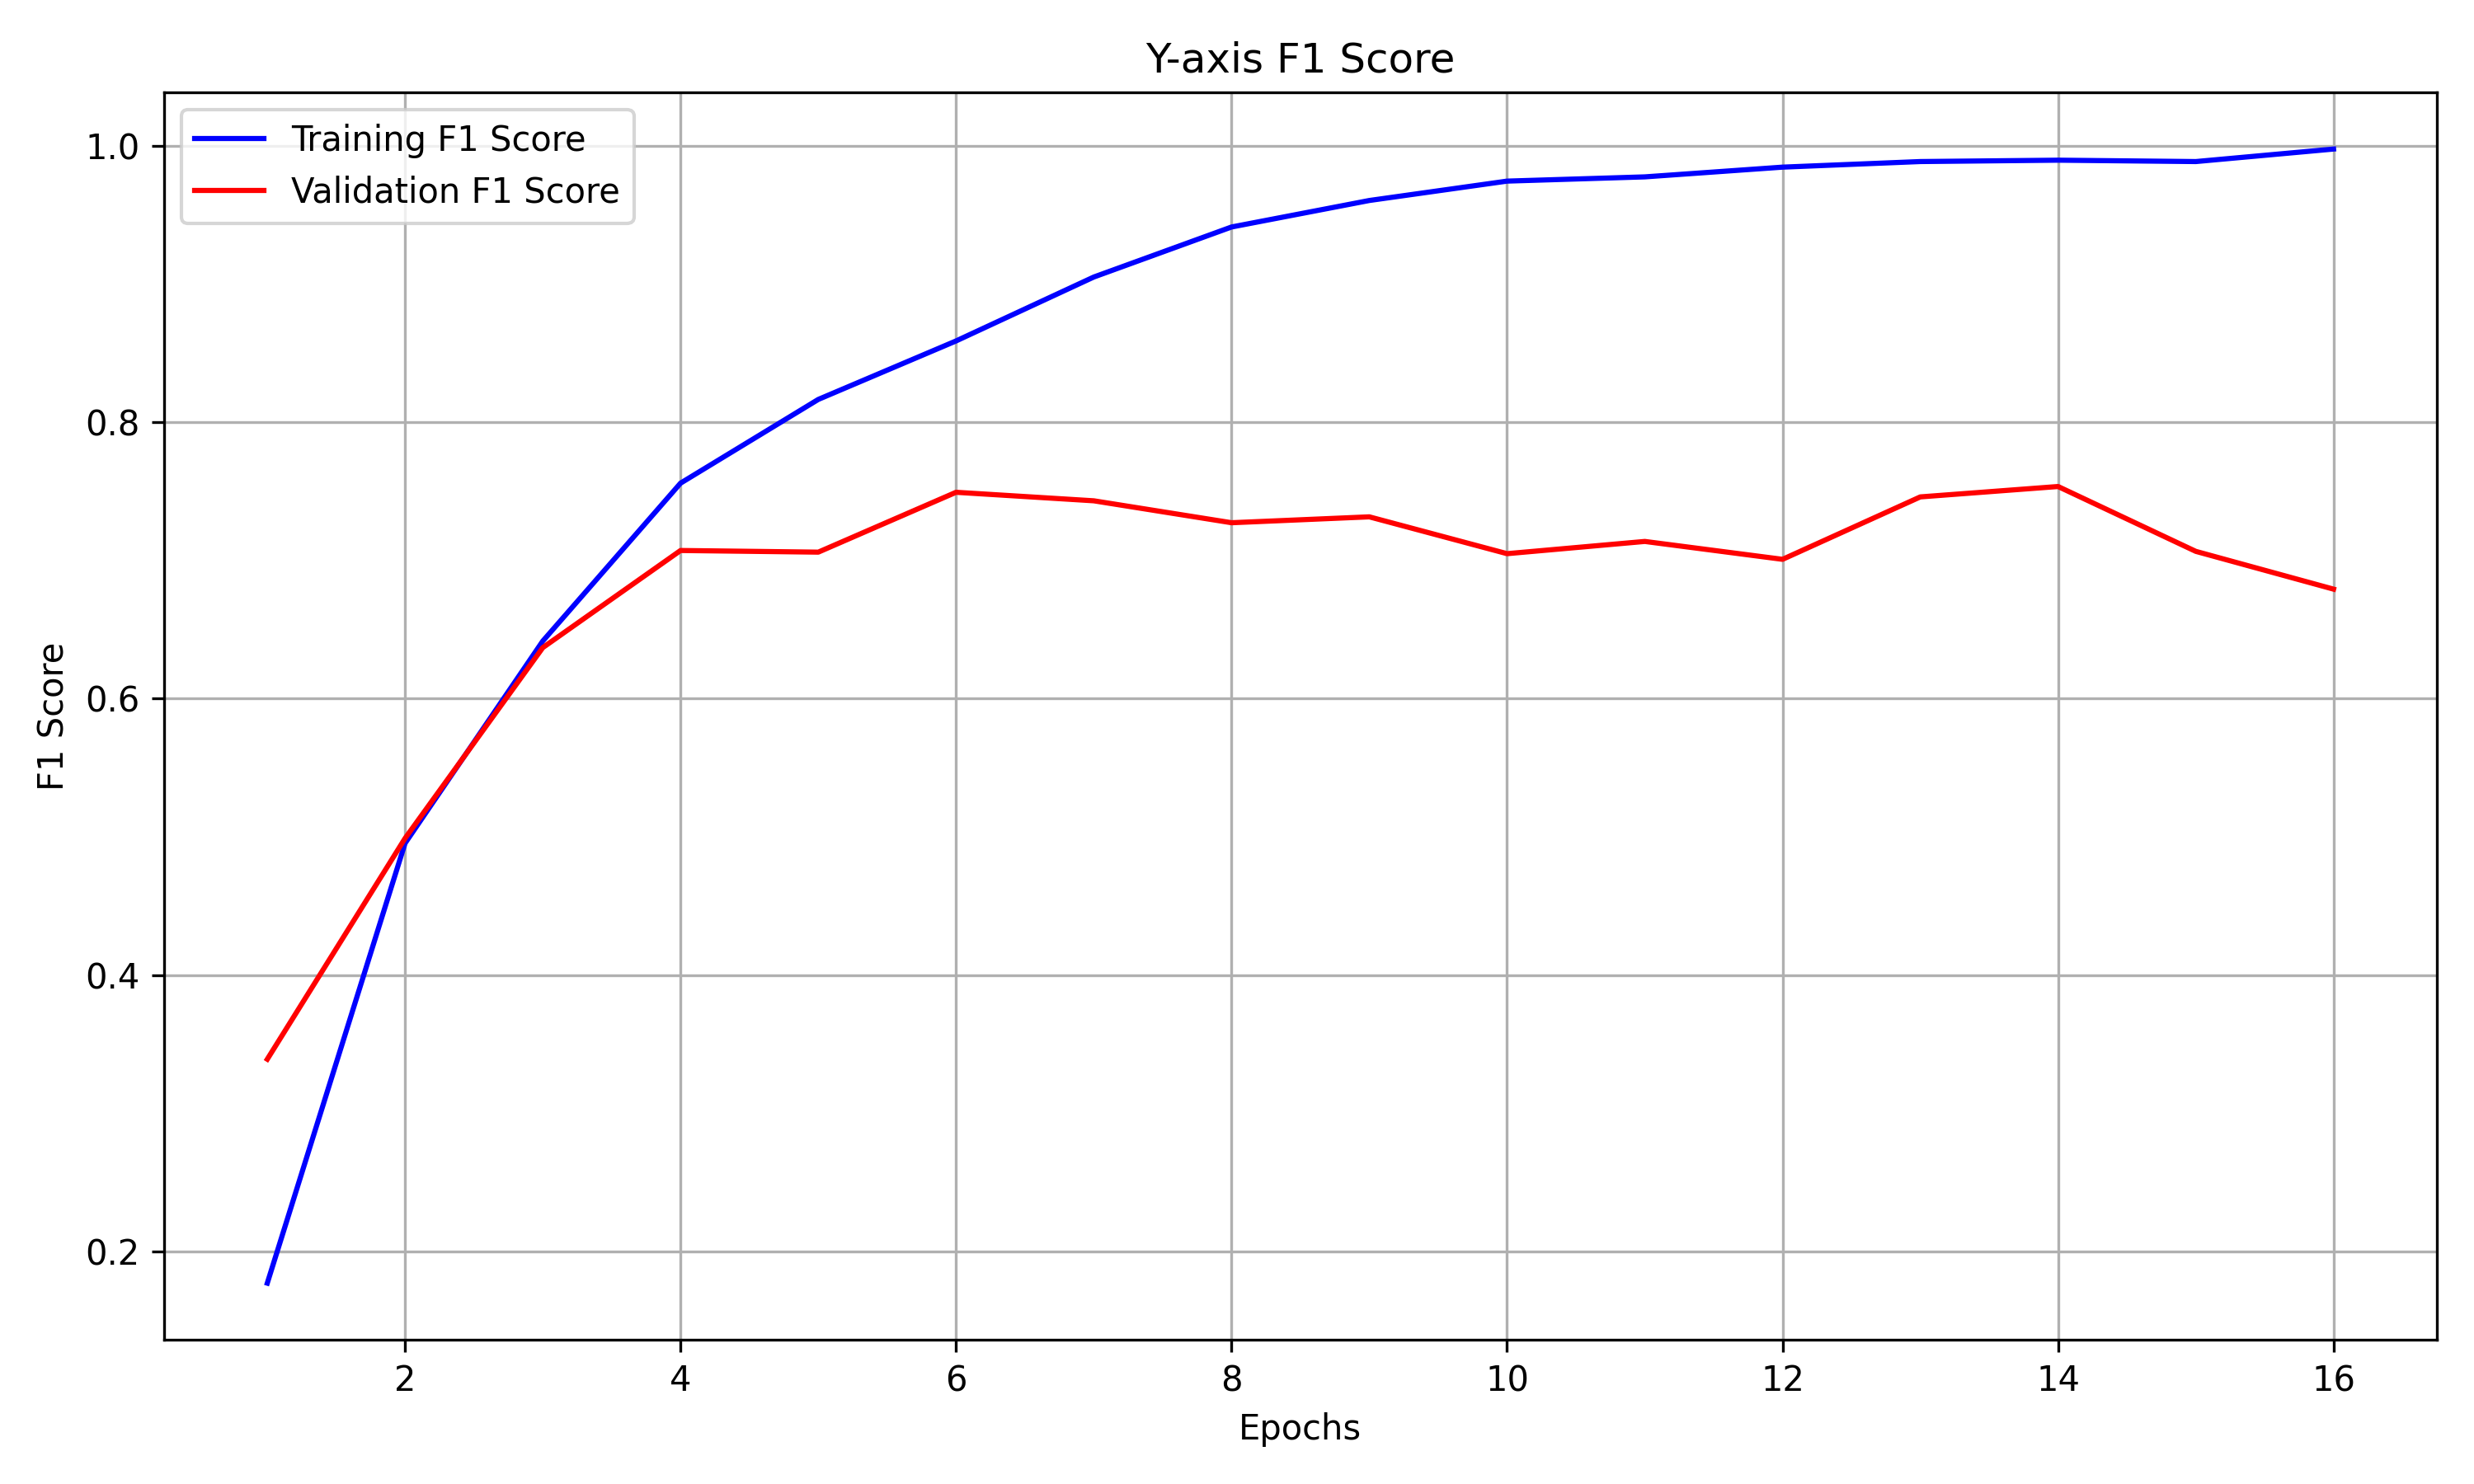 Y-axis F1 Score
Training F1 Score
Validation F1 Score
F1 Score
1.0
0.8
0.6
0.4
0.2
2 4 6 8 10 12 14 16
Epochs